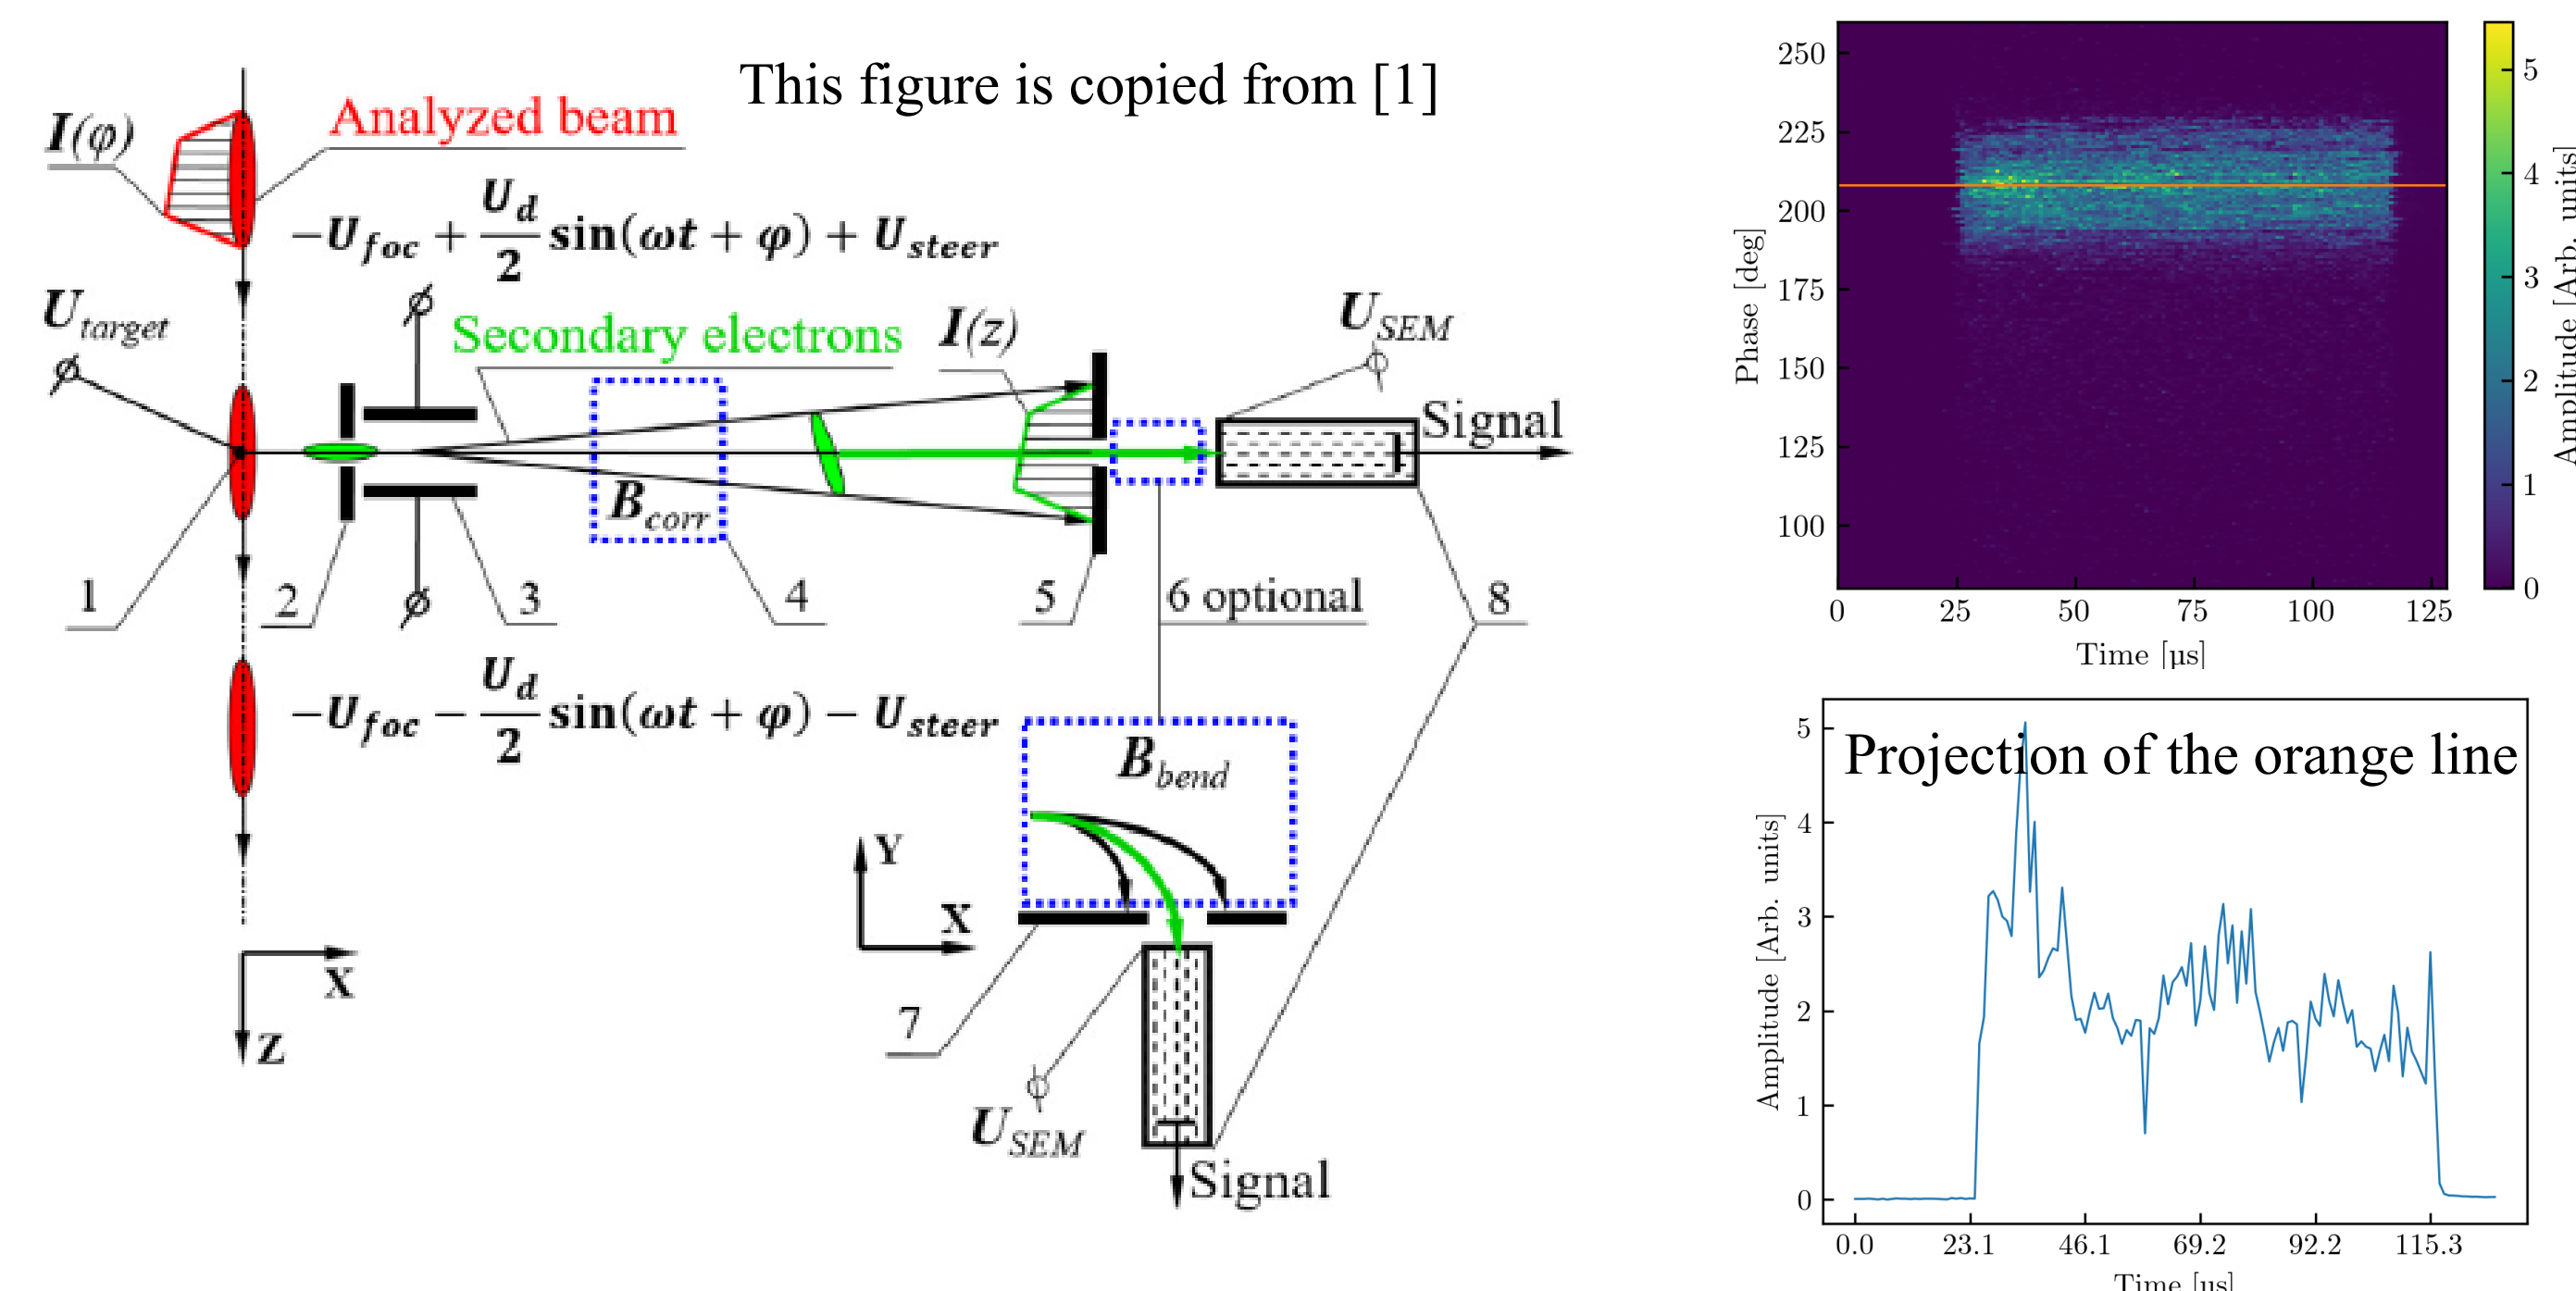 This figure is copied from [1]
I(φ)
Analyzed beam
-U_foc + U_d/2 sin(ωt + φ) + U_steer
U_target
Secondary electrons
I(z)
U_SEM
Signal
B_corr
1
2
3
4
5
6 optional
8
-U_foc - U_d/2 sin(ωt + φ) - U_steer
B_bend
Y
X
X
Z
7
U_SEM
Signal
Phase [deg]
250
225
200
175
150
125
100
0 25 50 75 100 125
Time [µs]
5
4
3
2
1
0
Amplitude [Arb. units]
Projection of the orange line
Amplitude [Arb. units]
5
4
3
2
1
0
0.0 23.1 46.1 69.2 92.2 115.3
Time [µs]